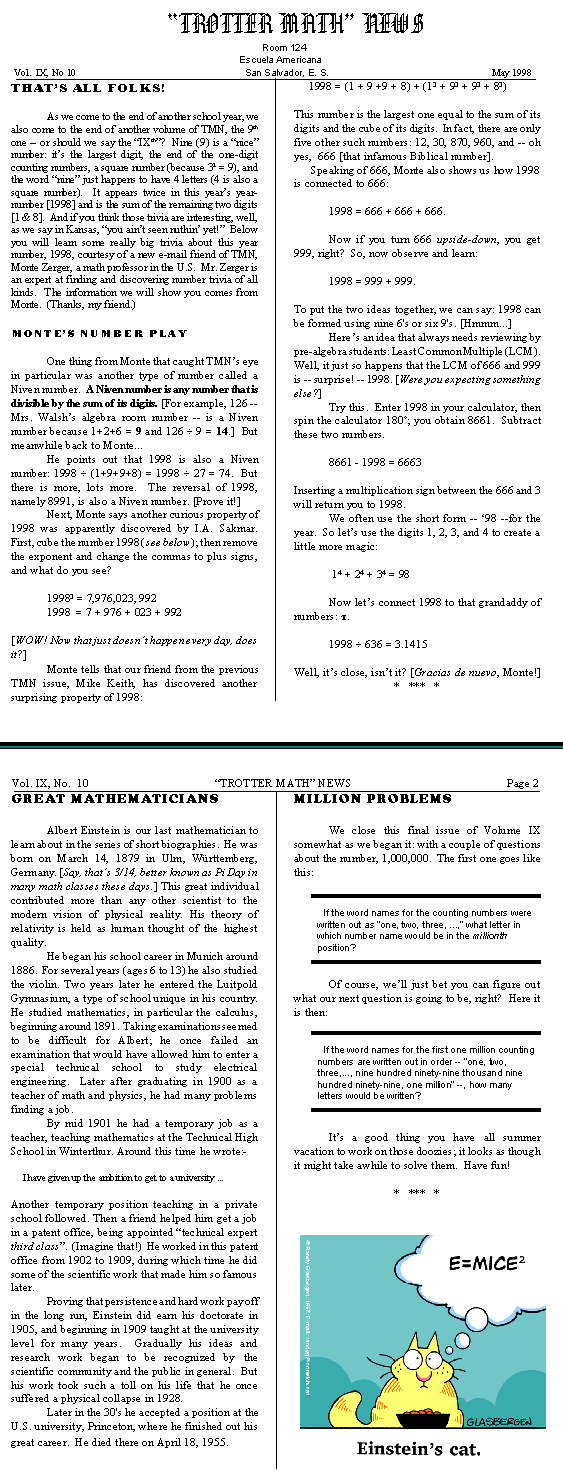 “TROTTER MATH” NEWS
Room 124
Escuela Americana
Vol. IX, No 10 San Salvador, E. S. May 1998
THAT’S ALL FOLKS!
As we come to the end of another school year, we
also come to the end of another volume of TMN, the 9th
one – or should we say the “IXth”? Nine (9) is a “nice”
number: it’s the largest digit, the end of the one-digit
counting numbers, a square number (because 3² = 9), and
the word “nine” just happens to have 4 letters (4 is also a
square number). It appears twice in this year’s year-
number [1998] and is the sum of the remaining two digits
[1 & 8]. And if you think those trivia are interesting, well,
as we say in Kansas, “you ain’t seen nuthin’ yet!” Below
you will learn some really big trivia about this year
number, 1998, courtesy of a new e-mail friend of TMN,
Monte Zerger, a math professor in the U.S. Mr. Zerger is
an expert at finding and discovering number trivia of all
kinds. The information we will show you comes from
Monte. (Thanks, my friend.)
MONTE’S NUMBER PLAY
One thing from Monte that caught TMN’s eye
in particular was another type of number called a
Niven number. A Niven number is any number that is
divisible by the sum of its digits. [For example, 126 --
Mrs. Walsh’s algebra room number -- is a Niven
number because 1+2+6 = 9 and 126 ÷ 9 = 14.] But
meanwhile back to Monte...
He points out that 1998 is also a Niven
number: 1998 ÷ (1+9+9+8) = 1998 ÷ 27 = 74. But
there is more, lots more. The reversal of 1998,
namely 8991, is also a Niven number. [Prove it!]
Next, Monte says another curious property of
1998 was apparently discovered by I.A. Sakmar.
First, cube the number 1998 (see below); then remove
the exponent and change the commas to plus signs,
and what do you see?
1998³ = 7,976,023,992
1998 = 7 + 976 + 023 + 992
[WOW! Now that just doesn´t happen every day, does
it?]
Monte tells that our friend from the previous
TMN issue, Mike Keith, has discovered another
surprising property of 1998:
1998 = (1 + 9 +9 + 8) + (1³ + 9³ + 9³ + 8³)
This number is the largest one equal to the sum of its
digits and the cube of its digits. In fact, there are only
five other such numbers: 12, 30, 870, 960, and -- oh
yes, 666 [that infamous Biblical number].
Speaking of 666, Monte also shows us how 1998
is connected to 666:
1998 = 666 + 666 + 666.
Now if you turn 666 upside-down, you get
999, right? So, now observe and learn:
1998 = 999 + 999.
To put the two ideas together, we can say: 1998 can
be formed using nine 6's or six 9's. [Hmmm...]
Here’s an idea that always needs reviewing by
pre-algebra students: Least Common Multiple (LCM).
Well, it just so happens that the LCM of 666 and 999
is -- surprise! -- 1998. [Were you expecting something
else?]
Try this. Enter 1998 in your calculator, then
spin the calculator 180°; you obtain 8661. Subtract
these two numbers.
8661 - 1998 = 6663
Inserting a multiplication sign between the 666 and 3
will return you to 1998.
We often use the short form -- ‘98 --for the
year. So let’s use the digits 1, 2, 3, and 4 to create a
little more magic:
1⁴ + 2⁴ + 3⁴ = 98
Now let’s connect 1998 to that grandaddy of
numbers: π.
1998 ÷ 636 = 3.1415
Well, it’s close, isn’t it? [Gracias de nuevo, Monte!]
* *** *
Vol. IX, No. 10 “TROTTER MATH” NEWS Page 2
GREAT MATHEMATICIANS
Albert Einstein is our last mathematician to
learn about in the series of short biographies. He was
born on March 14, 1879 in Ulm, Württemberg,
Germany. [Say, that´s 3/14, better known as Pi Day in
many math classes these days.] This great individual
contributed more than any other scientist to the
modern vision of physical reality. His theory of
relativity is held as human thought of the highest
quality.
He began his school career in Munich around
1886. For several years (ages 6 to 13) he also studied
the violin. Two years later he entered the Luitpold
Gymnasium, a type of school unique in his country.
He studied mathematics, in particular the calculus,
beginning around 1891. Taking examinations seemed
to be difficult for Albert; he once failed an
examination that would have allowed him to enter a
special technical school to study electrical
engineering. Later after graduating in 1900 as a
teacher of math and physics, he had many problems
finding a job.
By mid 1901 he had a temporary job as a
teacher, teaching mathematics at the Technical High
School in Winterthur. Around this time he wrote:-
I have given up the ambition to get to a university ...
Another temporary position teaching in a private
school followed. Then a friend helped him get a job
in a patent office, being appointed “technical expert
third class”. (Imagine that!) He worked in this patent
office from 1902 to 1909, during which time he did
some of the scientific work that made him so famous
later.
Proving that persistence and hard work pay off
in the long run, Einstein did earn his doctorate in
1905, and beginning in 1909 taught at the university
level for many years. Gradually his ideas and
research work began to be recognized by the
scientific community and the public in general. But
his work took such a toll on his life that he once
suffered a physical collapse in 1928.
Later in the 30's he accepted a position at the
U.S. university, Princeton, where he finished out his
great career. He died there on April 18, 1955.
MILLION PROBLEMS
We close this final issue of Volume IX
somewhat as we began it: with a couple of questions
about the number, 1,000,000. The first one goes like
this:
If the word names for the counting numbers were
written out as "one, two, three, ...," what letter in
which number name would be in the millionth
position?
Of course, we’ll just bet you can figure out
what our next question is going to be, right? Here it
is then:
If the word names for the first one million counting
numbers are written out in order -- "one, two,
three,..., nine hundred ninety-nine thousand nine
hundred ninety-nine, one million" --, how many
letters would be written?
It’s a good thing you have all summer
vacation to work on those doozies; it looks as though
it might take awhile to solve them. Have fun!
* *** *
E=MICE²
GLASBERGEN
Einstein’s cat.